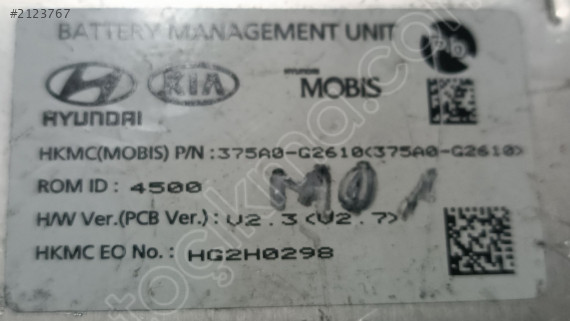 #2123767
BATTERY MANAGEMENT UNIT
Pb
KIA
HYUNDAI
MOBIS
HYUNDAI
HKMC(MOBIS) P/N : 375A0-G2610<375A0-G2610>
ROM ID : 4500
H/W Ver.(PCB Ver.) : V2.3<V2.7>
HKMC EO No. : HG2H0298